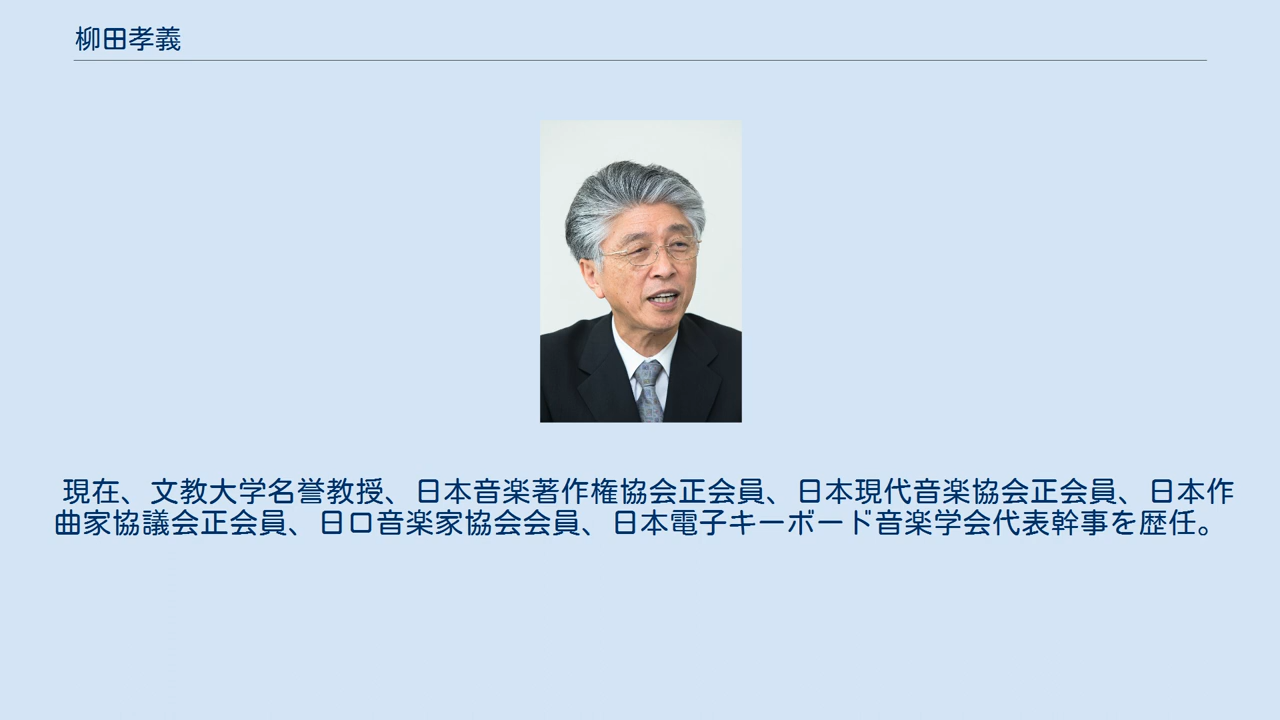 柳田孝義
現在、文教大学名誉教授、日本音楽著作権協会正会員、日本現代音楽協会正会員、日本作
曲家協議会正会員、日ロ音楽家協会会員、日本電子キーボード音楽学会代表幹事を歴任。